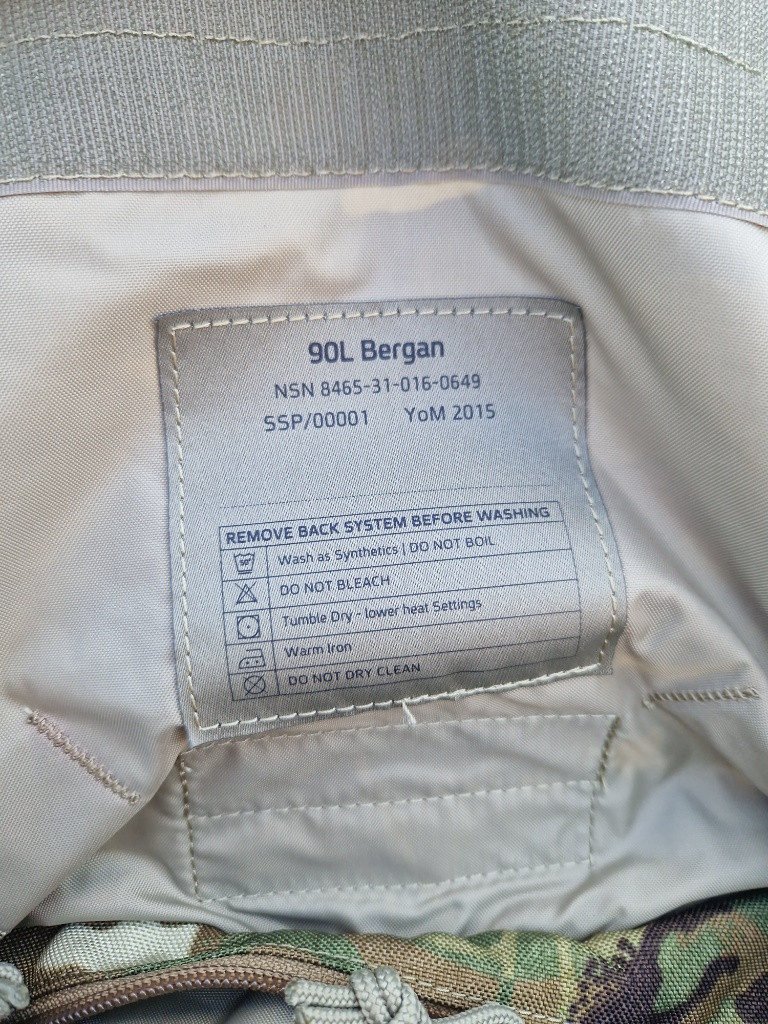 90L Bergan
NSN 8465-31-016-0649
SSP/00001 YoM 2015
REMOVE BACK SYSTEM BEFORE WASHING
50° Wash as Synthetics | DO NOT BOIL
DO NOT BLEACH
Tumble Dry - lower heat Settings
Warm Iron
DO NOT DRY CLEAN